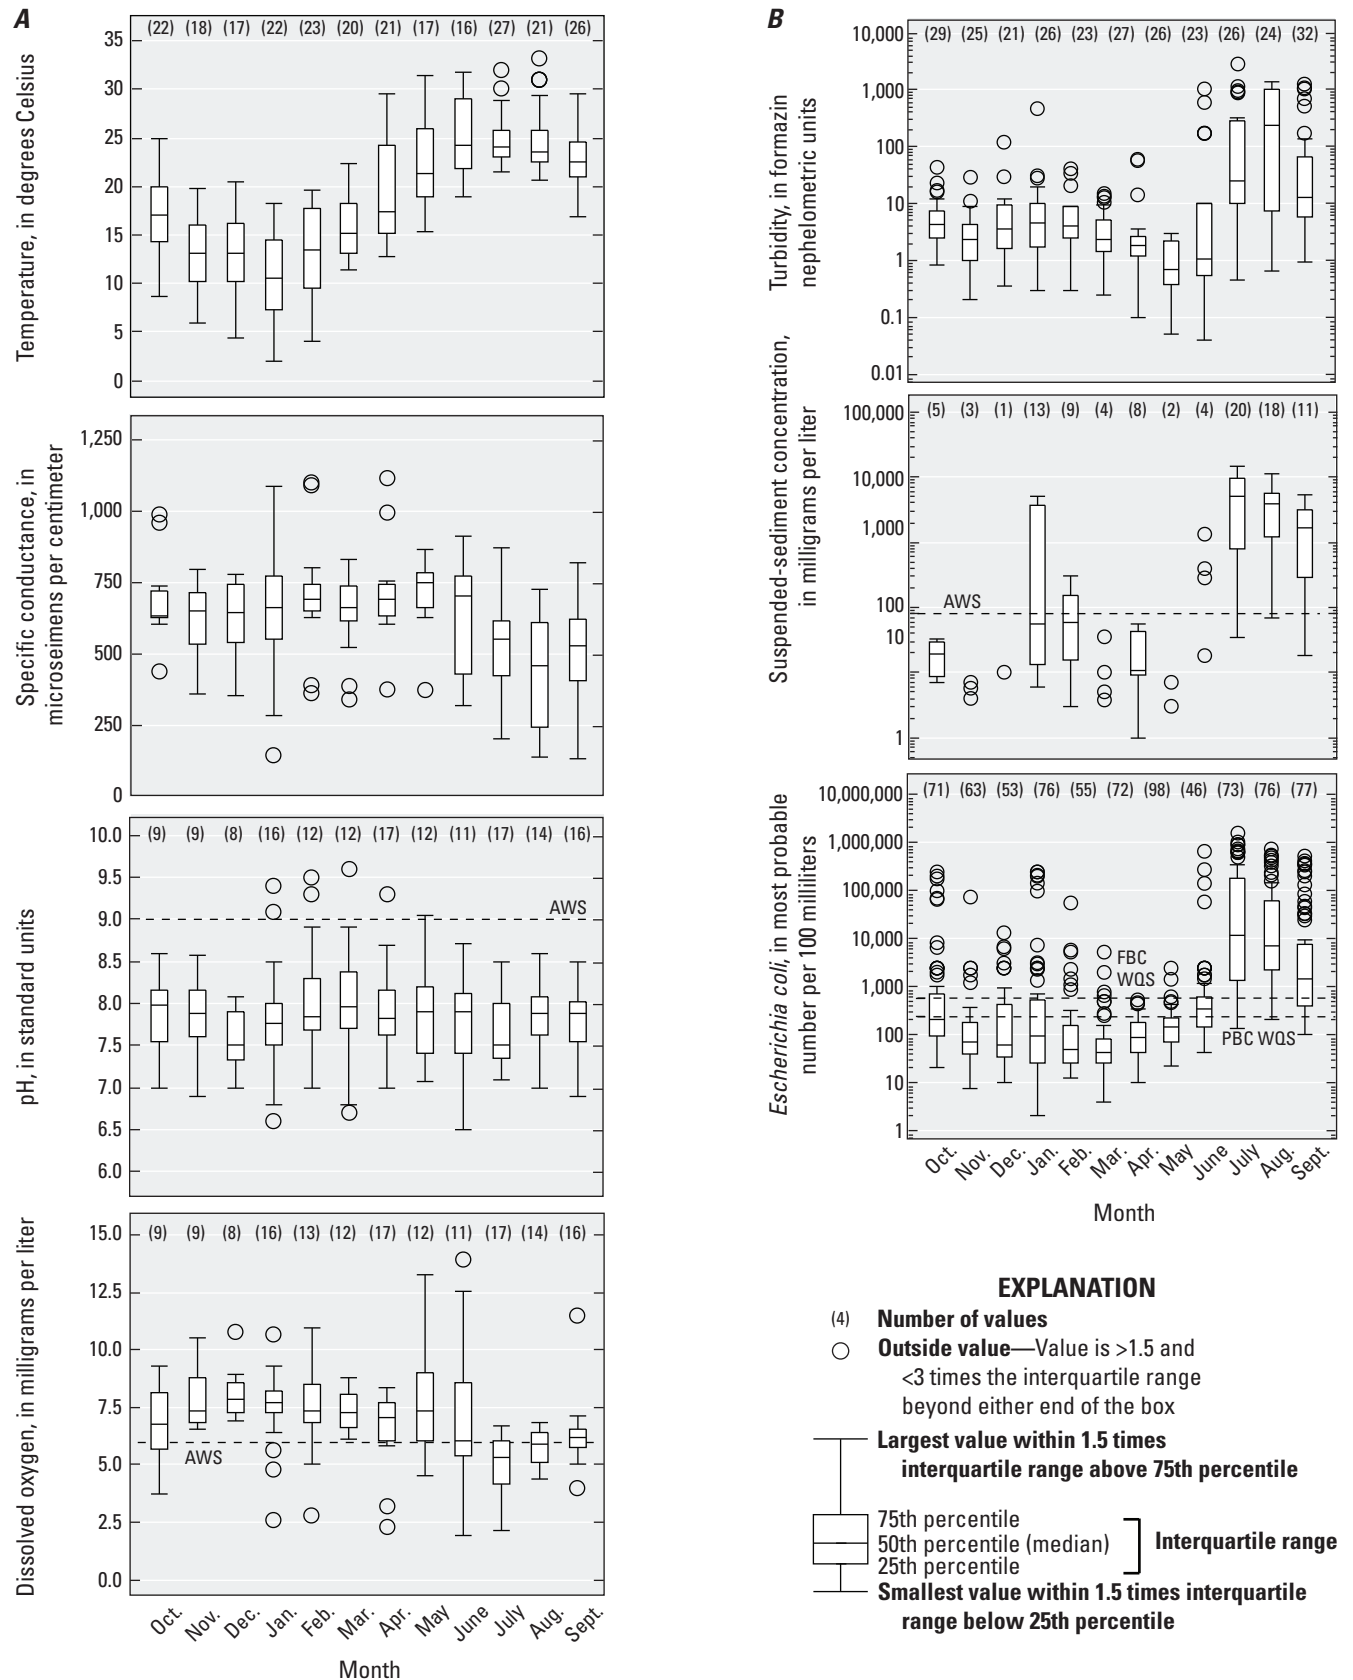 A
Temperature, in degrees Celsius
(22) (18) (17) (22) (23) (20) (21) (17) (16) (27) (21) (26)
35
30
25
20
15
10
5
0
Specific conductance, in
microseimens per centimeter
1,250
1,000
750
500
250
0
pH, in standard units
(9) (9) (8) (16) (12) (12) (17) (12) (11) (17) (14) (16)
10.0
9.5
9.0
AWS
8.5
8.0
7.5
7.0
6.5
6.0
Dissolved oxygen, in milligrams per liter
(9) (9) (8) (16) (13) (12) (17) (12) (11) (17) (14) (16)
15.0
12.5
10.0
7.5
AWS
5.0
2.5
0.0
Oct. Nov. Dec. Jan. Feb. Mar. Apr. May June July Aug. Sept.
Month
B
Turbidity, in formazin
nephelometric units
(29) (25) (21) (26) (23) (27) (26) (23) (26) (24) (32)
10,000
1,000
100
10
1
0.1
0.01
Suspended-sediment concentration,
in milligrams per liter
(5) (3) (1) (13) (9) (4) (8) (2) (4) (20) (18) (11)
100,000
10,000
1,000
100
AWS
10
1
Escherichia coli, in most probable
number per 100 milliliters
(71) (63) (53) (76) (55) (72) (98) (46) (73) (76) (77)
10,000,000
1,000,000
100,000
10,000
FBC
WQS
1,000
100
PBC WQS
10
1
Oct. Nov. Dec. Jan. Feb. Mar. Apr. May June July Aug. Sept.
Month
EXPLANATION
(4) Number of values
Outside value—Value is >1.5 and
<3 times the interquartile range
beyond either end of the box
Largest value within 1.5 times
interquartile range above 75th percentile
75th percentile
50th percentile (median)
Interquartile range
25th percentile
Smallest value within 1.5 times interquartile
range below 25th percentile